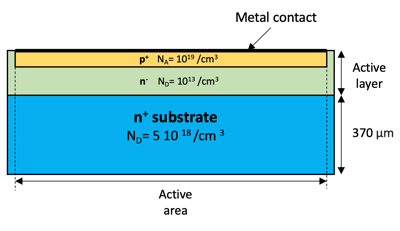 Metal contact
p⁺ N_A= 10¹⁹ /cm³
n⁻ N_D= 10¹³ /cm³
Active
layer
n⁺ substrate
N_D= 5 10 ¹⁸ /cm ³
370 µm
Active
area